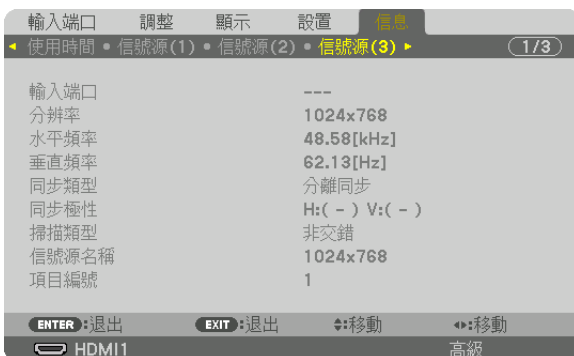 輸入端口 調整 顯示 設置 信息
◀ 使用時間 ● 信號源(1) ● 信號源(2) ● 信號源(3) ▶ 1/3
輸入端口 ---
分辨率 1024x768
水平頻率 48.58[kHz]
垂直頻率 62.13[Hz]
同步類型 分離同步
同步極性 H:( − ) V:( − )
掃描類型 非交錯
信號源名稱 1024x768
項目編號 1
ENTER :退出 EXIT :退出 ◆:移動 ◀▶:移動
HDMI1 高級